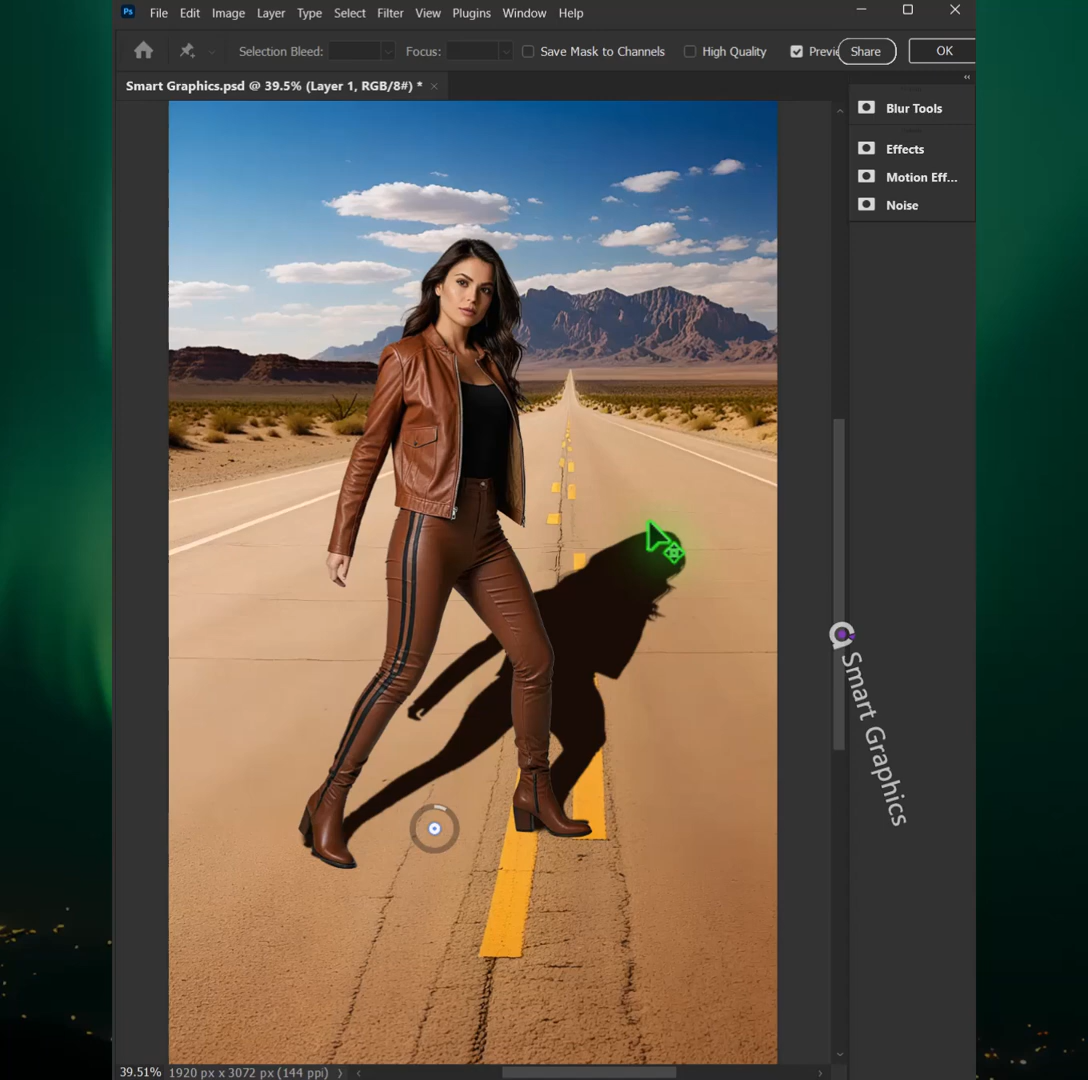 Ps File Edit Image Layer Type Select Filter View Plugins Window Help
Selection Bleed: Focus: Save Mask to Channels High Quality Previe Share OK
Smart Graphics.psd @ 39.5% (Layer 1, RGB/8#) *
Blur Tools
Effects
Motion Eff...
Noise
Smart Graphics
39.51% 1920 px x 3072 px (144 ppi)